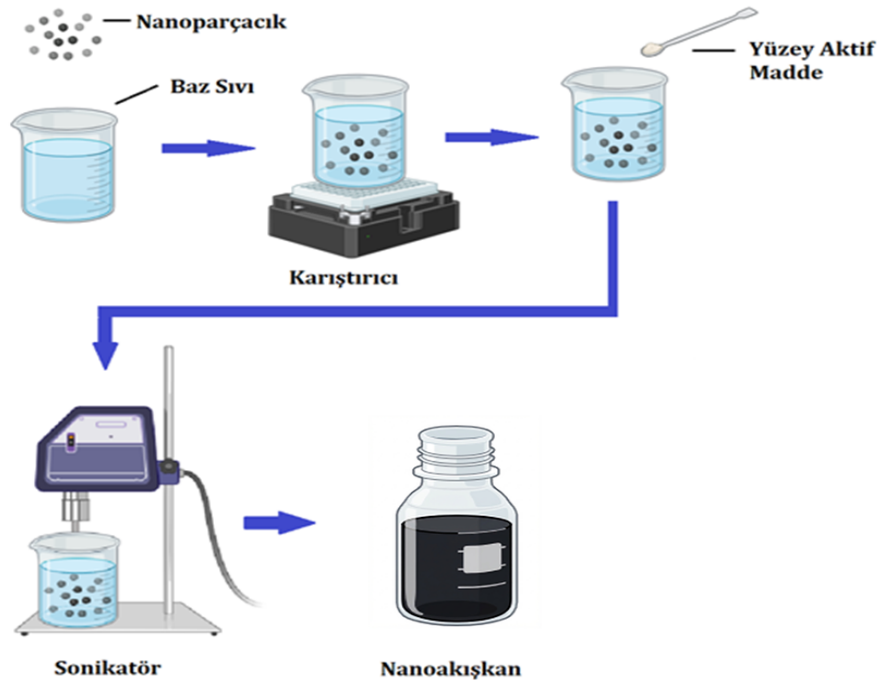 Nanoparçacık
Baz Sıvı
Yüzey Aktif
Madde
Karıştırıcı
Sonikatör
Nanoakışkan